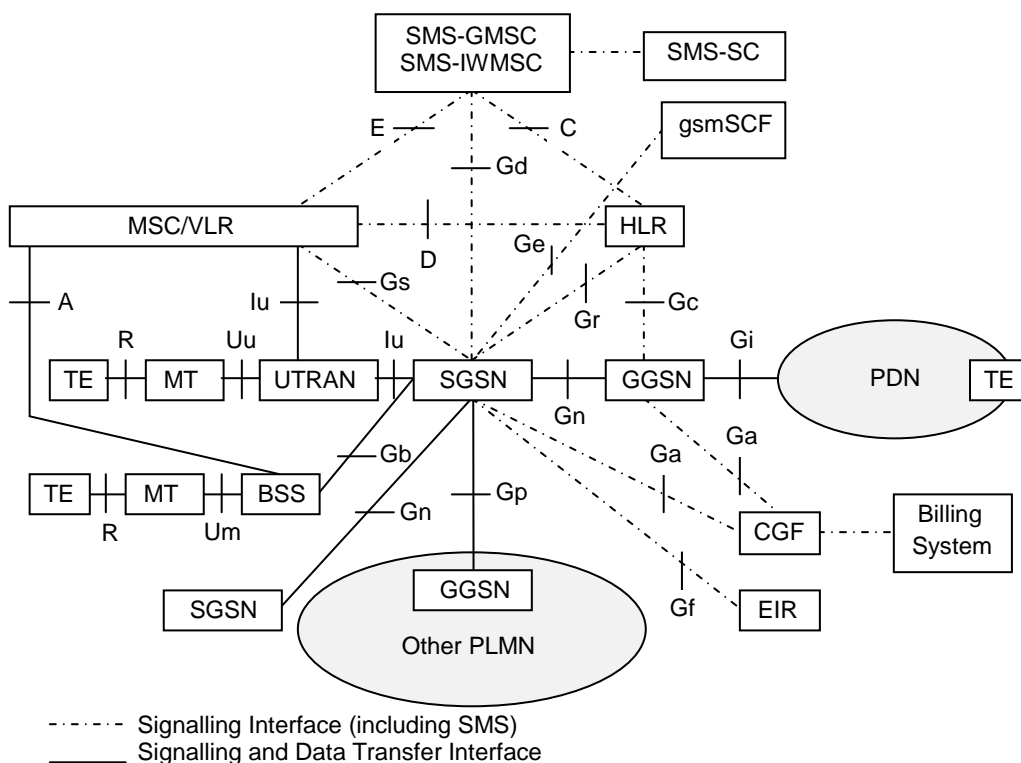 SMS-GMSC
SMS-IWMSC
SMS-SC
gsmSCF
E
C
Gd
MSC/VLR
HLR
D
Ge
Gs
A
Iu
Gr
Gc
R
Uu
Iu
Gi
TE
MT
UTRAN
SGSN
GGSN
PDN
TE
Gn
Gb
Ga
Ga
TE
MT
BSS
Gp
Gn
R
Um
CGF
Billing
System
SGSN
GGSN
Gf
EIR
Other PLMN
Signalling Interface (including SMS)
Signalling and Data Transfer Interface